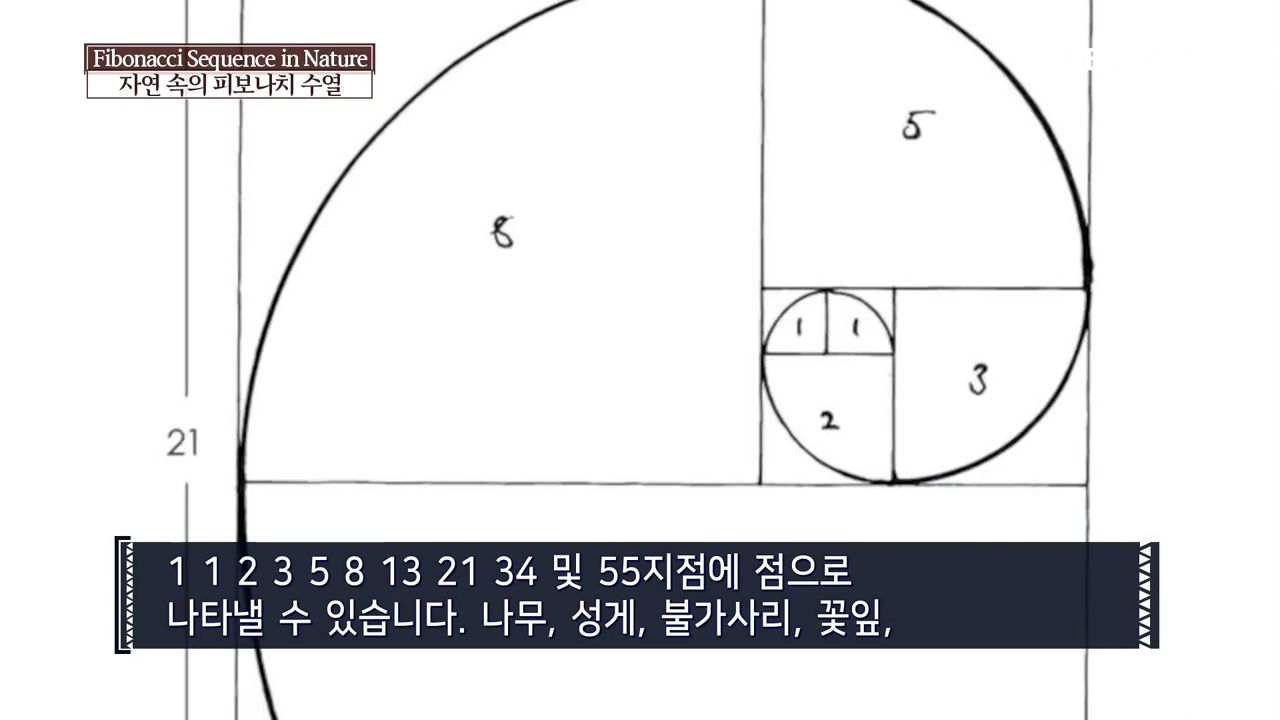 Fibonacci Sequence in Nature
자연 속의 피보나치 수열
5
8
1 1
3
2
21
1 1 2 3 5 8 13 21 34 및 55지점에 점으로
나타낼 수 있습니다. 나무, 성게, 불가사리, 꽃잎,